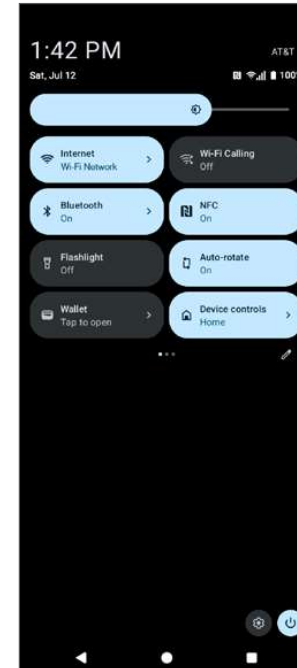 1:42 PM
AT&T
Sat, Jul 12
100%
Internet
Wi-Fi Network
Wi-Fi Calling
Off
Bluetooth
On
NFC
On
Flashlight
Off
Auto-rotate
On
Wallet
Tap to open
Device controls
Home